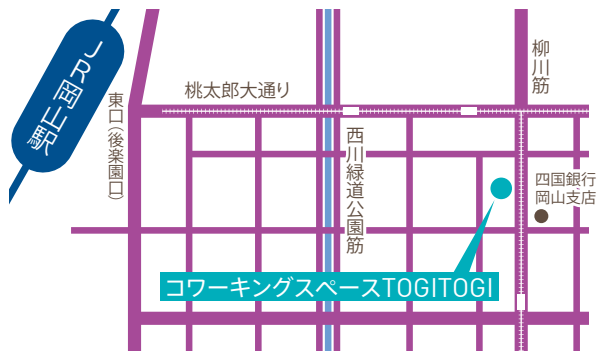 JR岡山駅
東口(後楽園口)
桃太郎大通り
柳川筋
西川緑道公園筋
四国銀行
岡山支店
コワーキングスペースTOGITOGI